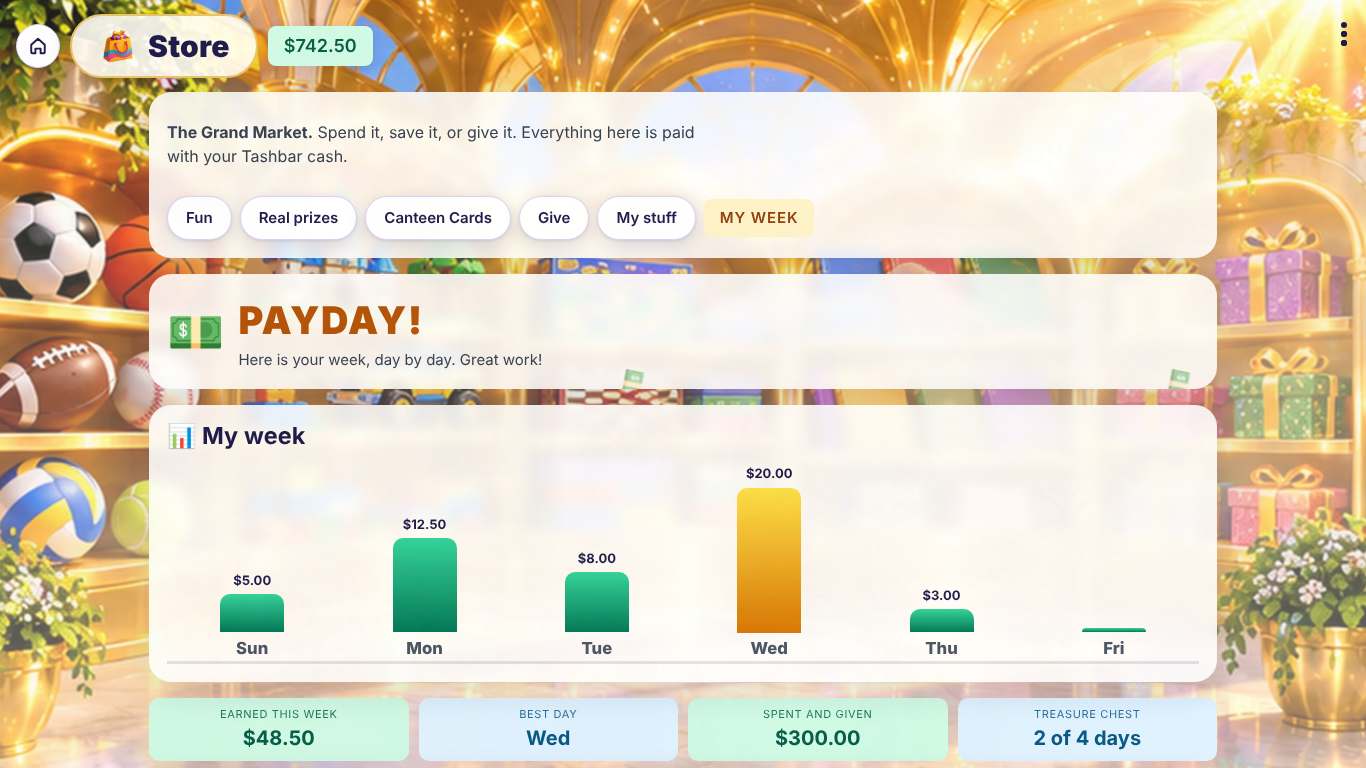 Store
$742.50
The Grand Market. Spend it, save it, or give it. Everything here is paid
with your Tashbar cash.
Fun
Real prizes
Canteen Cards
Give
My stuff
MY WEEK
PAYDAY!
Here is your week, day by day. Great work!
My week
$5.00
$12.50
$8.00
$20.00
$3.00
Sun
Mon
Tue
Wed
Thu
Fri
EARNED THIS WEEK
$48.50
BEST DAY
Wed
SPENT AND GIVEN
$300.00
TREASURE CHEST
2 of 4 days